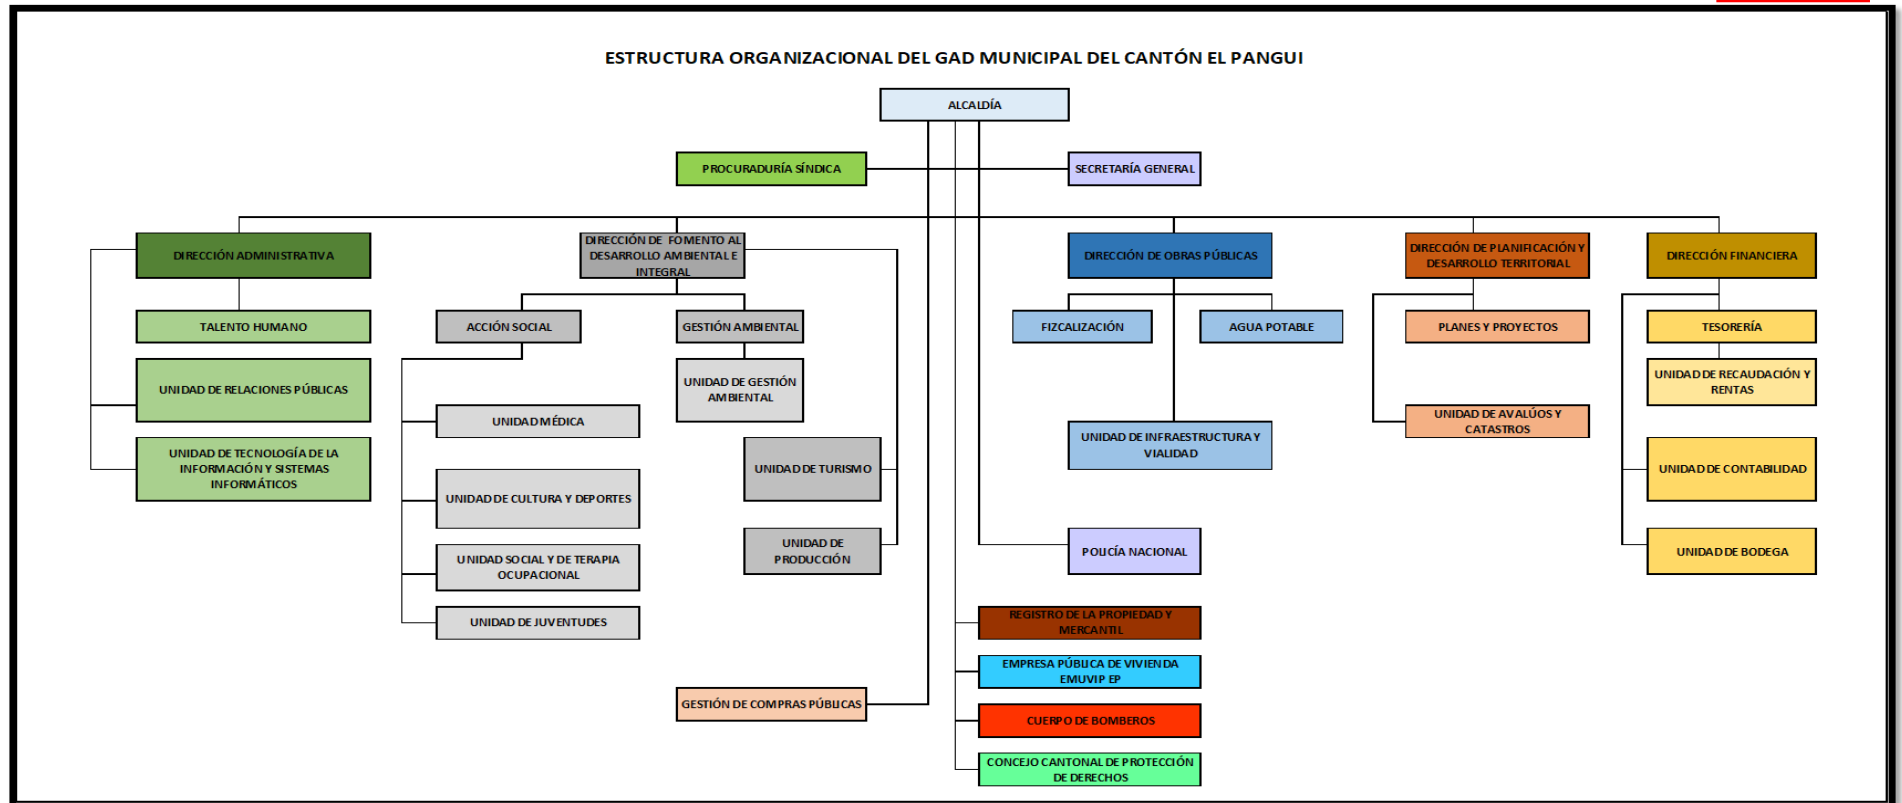 ESTRUCTURA ORGANIZACIONAL DEL GAD MUNICIPAL DEL CANTÓN EL PANGUI
ALCALDÍA
PROCURADURÍA SÍNDICA
SECRETARÍA GENERAL
DIRECCIÓN ADMINISTRATIVA
DIRECCIÓN DE FOMENTO AL
DESARROLLO AMBIENTAL E
INTEGRAL
DIRECCIÓN DE OBRAS PÚBLICAS
DIRECCIÓN DE PLANIFICACIÓN Y
DESARROLLO TERRITORIAL
DIRECCIÓN FINANCIERA
TALENTO HUMANO
ACCIÓN SOCIAL
GESTIÓN AMBIENTAL
FIZCALIZACIÓN
AGUA POTABLE
PLANES Y PROYECTOS
TESORERÍA
UNIDAD DE RELACIONES PÚBLICAS
UNIDAD DE GESTIÓN
AMBIENTAL
UNIDAD DE RECAUDACIÓN Y
RENTAS
UNIDAD MÉDICA
UNIDAD DE INFRAESTRUCTURA Y
VIALIDAD
UNIDAD DE AVALÚOS Y
CATASTROS
UNIDAD DE TECNOLOGÍA DE LA
INFORMACIÓN Y SISTEMAS
INFORMÁTICOS
UNIDAD DE TURISMO
UNIDAD DE CONTABILIDAD
UNIDAD DE CULTURA Y DEPORTES
UNIDAD DE
PRODUCCIÓN
POLICÍA NACIONAL
UNIDAD DE BODEGA
UNIDAD SOCIAL Y DE TERAPIA
OCUPACIONAL
UNIDAD DE JUVENTUDES
REGISTRO DE LA PROPIEDAD Y
MERCANTIL
EMPRESA PÚBLICA DE VIVIENDA
EMUVIP EP
GESTIÓN DE COMPRAS PÚBLICAS
CUERPO DE BOMBEROS
CONCEJO CANTONAL DE PROTECCIÓN
DE DERECHOS